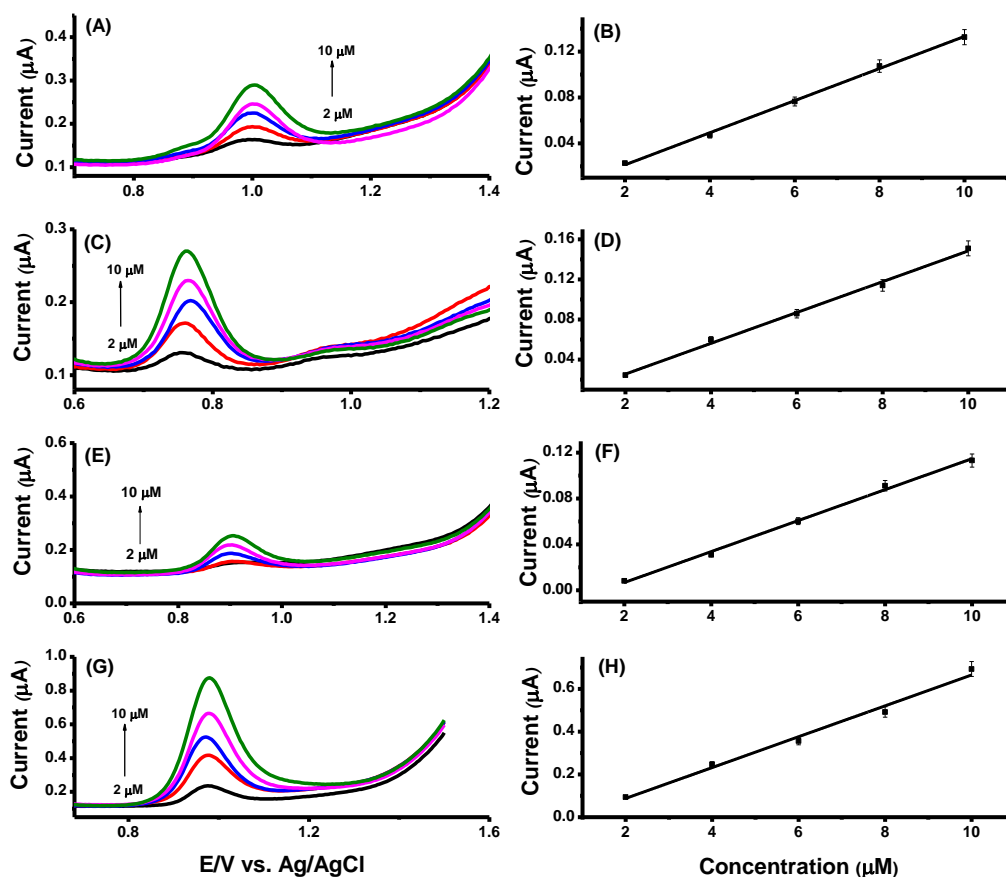 (A)
Current (μA)
0.4
0.3
0.2
0.1
0.8 1.0 1.2 1.4
10 μM
2 μM
(B)
Current (μA)
0.12
0.08
0.04
2 4 6 8 10
(C)
Current (μA)
0.3
0.2
0.1
0.6 0.8 1.0 1.2
10 μM
2 μM
(D)
Current (μA)
0.16
0.12
0.08
0.04
2 4 6 8 10
(E)
Current (μA)
0.6
0.4
0.2
0.0
0.6 0.8 1.0 1.2 1.4
10 μM
2 μM
(F)
Current (μA)
0.12
0.08
0.04
0.00
2 4 6 8 10
(G)
Current (μA)
1.0
0.8
0.6
0.4
0.2
0.8 1.2 1.6
10 μM
2 μM
E/V vs. Ag/AgCl
(H)
Current (μA)
0.6
0.4
0.2
0.0
2 4 6 8 10
Concentration (μM)